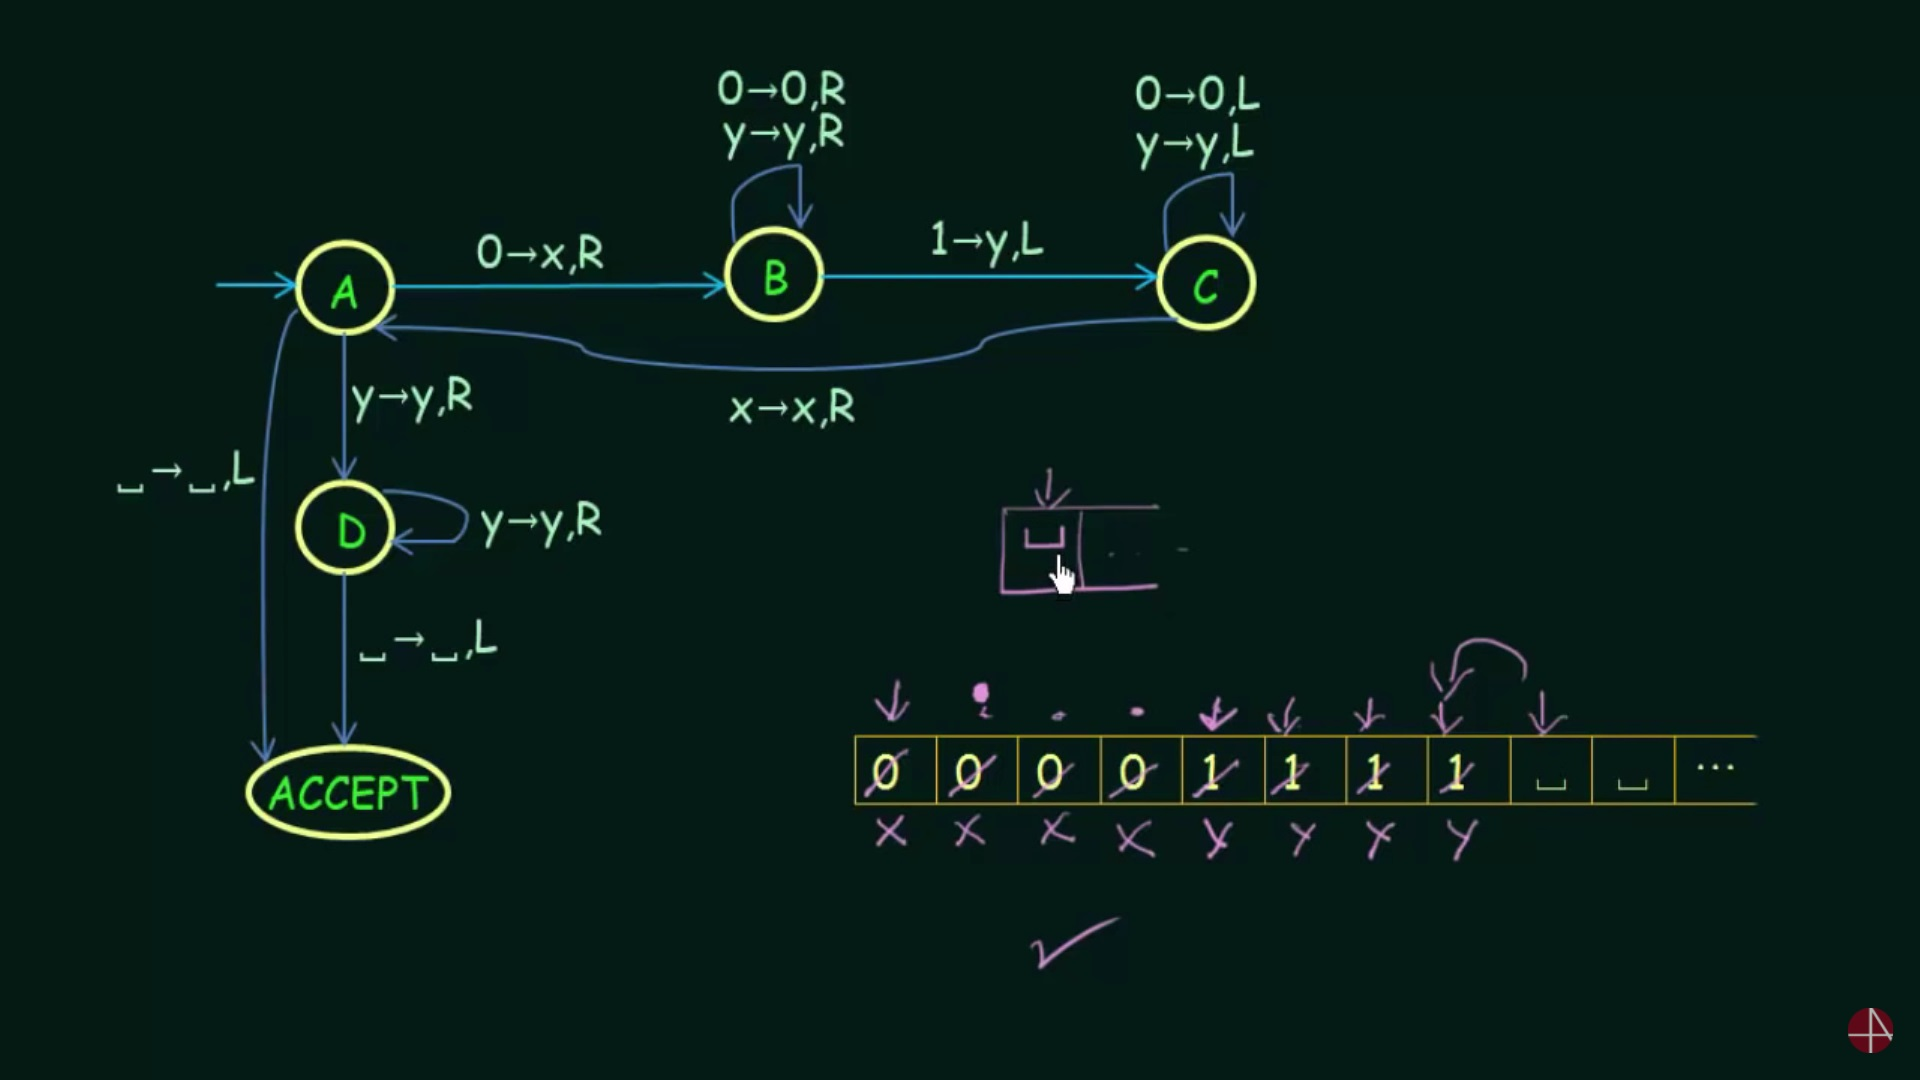 0→0,R
y→y,R
0→0,L
y→y,L
0→x,R
1→y,L
A
B
C
y→y,R
x→x,R
␣→␣,L
D
y→y,R
␣
␣→␣,L
ACCEPT
0 0 0 0 1 1 1 1 ␣ ␣ ...
X X X X Y Y Y Y